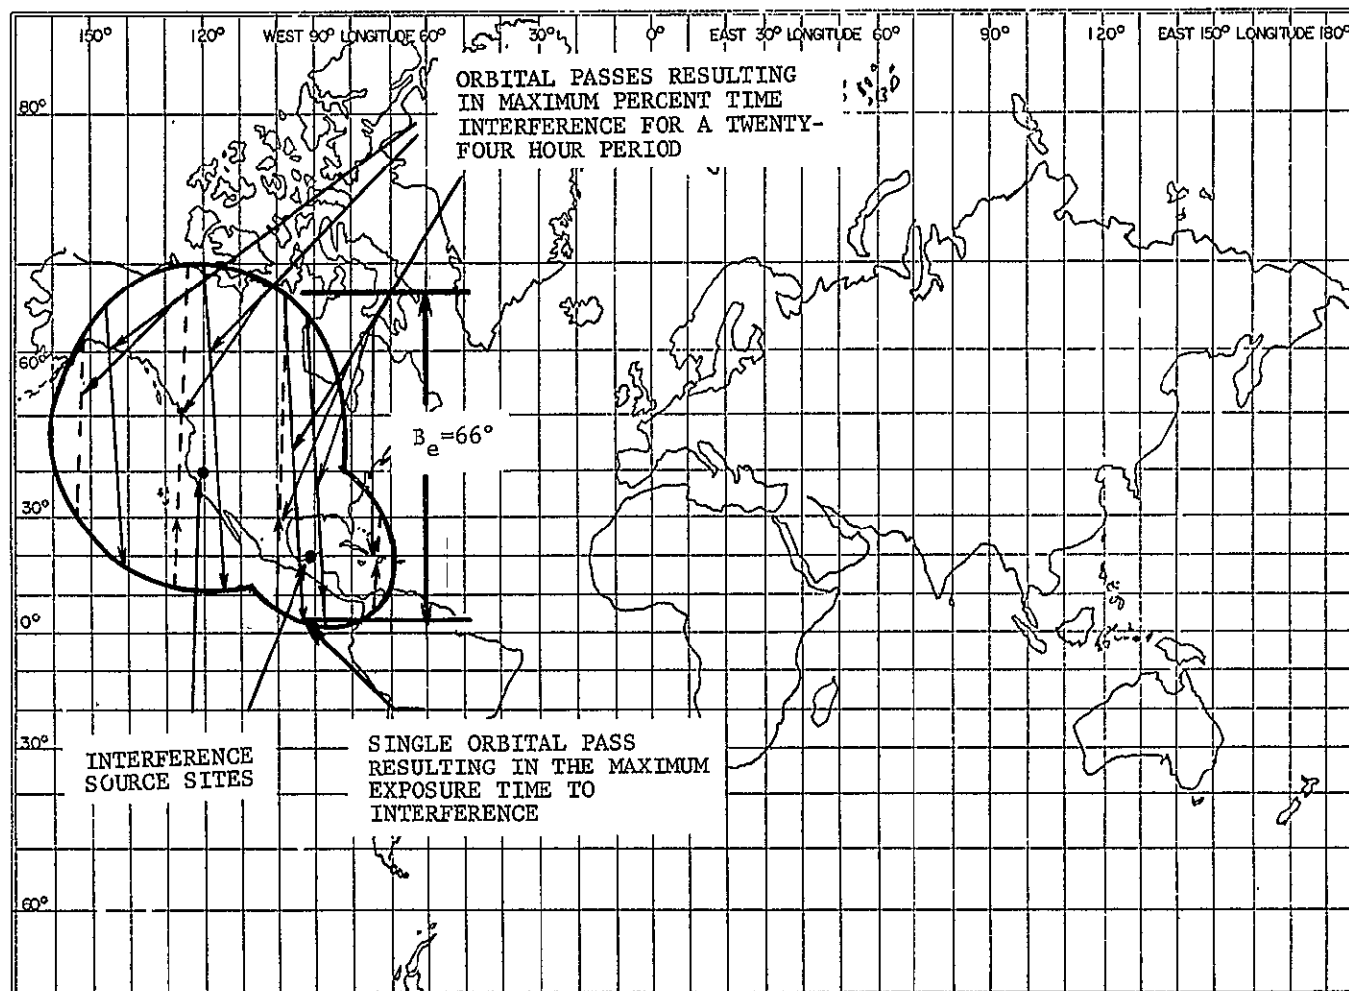 150° 120° WEST 90° LONGITUDE 60° 30° 0° EAST 30° LONGITUDE 60° 90° 120° EAST 150° LONGITUDE 180°
ORBITAL PASSES RESULTING
IN MAXIMUM PERCENT TIME
INTERFERENCE FOR A TWENTY-
FOUR HOUR PERIOD
80°
60°
Be=66°
30°
0°
30°
INTERFERENCE
SOURCE SITES
SINGLE ORBITAL PASS
RESULTING IN THE MAXIMUM
EXPOSURE TIME TO
INTERFERENCE
60°